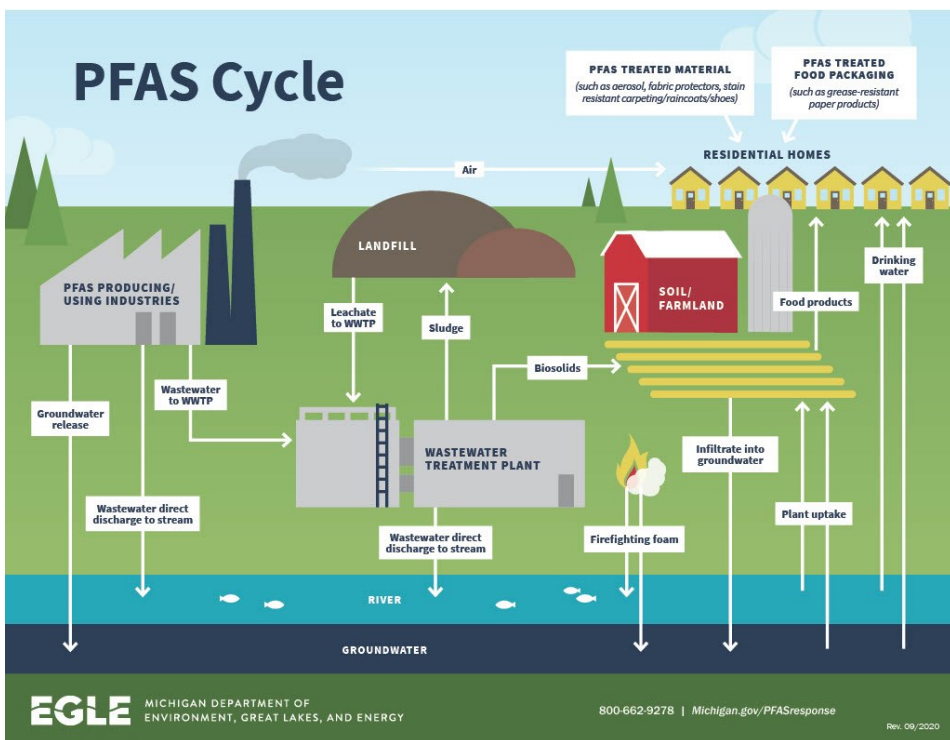 PFAS Cycle
PFAS TREATED MATERIAL
(such as aerosol, fabric protectors, stain
resistant carpeting/raincoats/shoes)
PFAS TREATED
FOOD PACKAGING
(such as grease-resistant
paper products)
RESIDENTIAL HOMES
Air
LANDFILL
PFAS PRODUCING/
USING INDUSTRIES
SOIL/
FARMLAND
Drinking
water
Food products
Leachate
to WWTP
Sludge
Biosolids
Wastewater
to WWTP
Groundwater
release
WASTEWATER
TREATMENT PLANT
Infiltrate into
groundwater
Plant uptake
Wastewater direct
discharge to stream
Wastewater direct
discharge to stream
Firefighting foam
RIVER
GROUNDWATER
EGLE
MICHIGAN DEPARTMENT OF
ENVIRONMENT, GREAT LAKES, AND ENERGY
800-662-9278 | Michigan.gov/PFASresponse
Rev. 09/2020